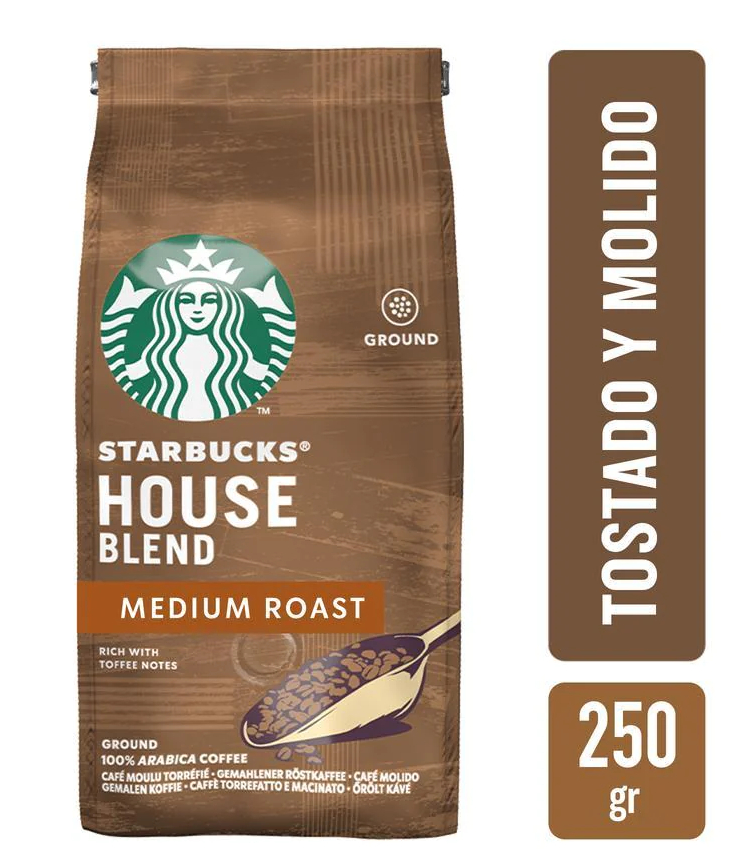 GROUND
TM
STARBUCKS®
HOUSE
BLEND
MEDIUM ROAST
RICH WITH
TOFFEE NOTES
GROUND
100% ARABICA COFFEE
CAFÉ MOULU TORRÉFIÉ • GEMAHLENER RÖSTKAFFEE • CAFÉ MOLIDO
GEMALEN KOFFIE • CAFFÈ TORREFATTO E MACINATO • ŐRÖLT KÁVÉ
TOSTADO Y MOLIDO
250
gr